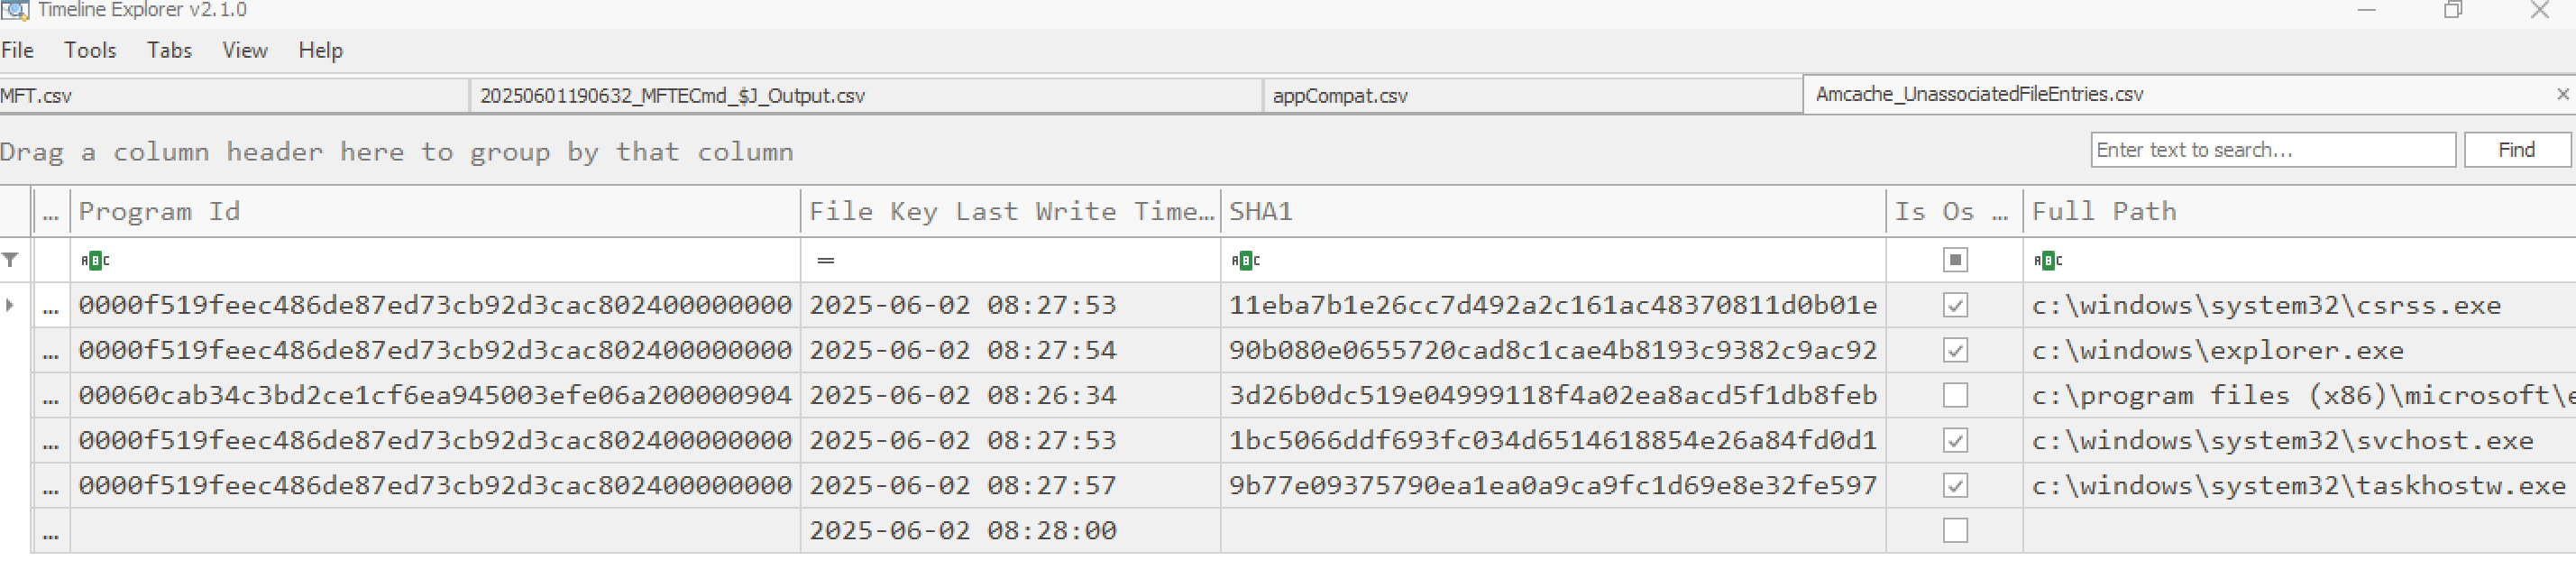 Timeline Explorer v2.1.0
File Tools Tabs View Help
MFT.csv 20250601190632_MFTECmd_$J_Output.csv appCompat.csv Amcache_UnassociatedFileEntries.csv
Drag a column header here to group by that column Enter text to search... Find
... Program Id File Key Last Write Time... SHA1 Is Os ... Full Path
ABC = ABC ABC
... 0000f519feec486de87ed73cb92d3cac802400000000 2025-06-02 08:27:53 11eba7b1e26cc7d492a2c161ac48370811d0b01e c:\windows\system32\csrss.exe
... 0000f519feec486de87ed73cb92d3cac802400000000 2025-06-02 08:27:54 90b080e0655720cad8c1cae4b8193c9382c9ac92 c:\windows\explorer.exe
... 00060cab34c3bd2ce1cf6ea945003efe06a200000904 2025-06-02 08:26:34 3d26b0dc519e04999118f4a02ea8acd5f1db8feb c:\program files (x86)\microsoft\e
... 0000f519feec486de87ed73cb92d3cac802400000000 2025-06-02 08:27:53 1bc5066ddf693fc034d6514618854e26a84fd0d1 c:\windows\system32\svchost.exe
... 0000f519feec486de87ed73cb92d3cac802400000000 2025-06-02 08:27:57 9b77e09375790ea1ea0a9ca9fc1d69e8e32fe597 c:\windows\system32\taskhostw.exe
... 2025-06-02 08:28:00